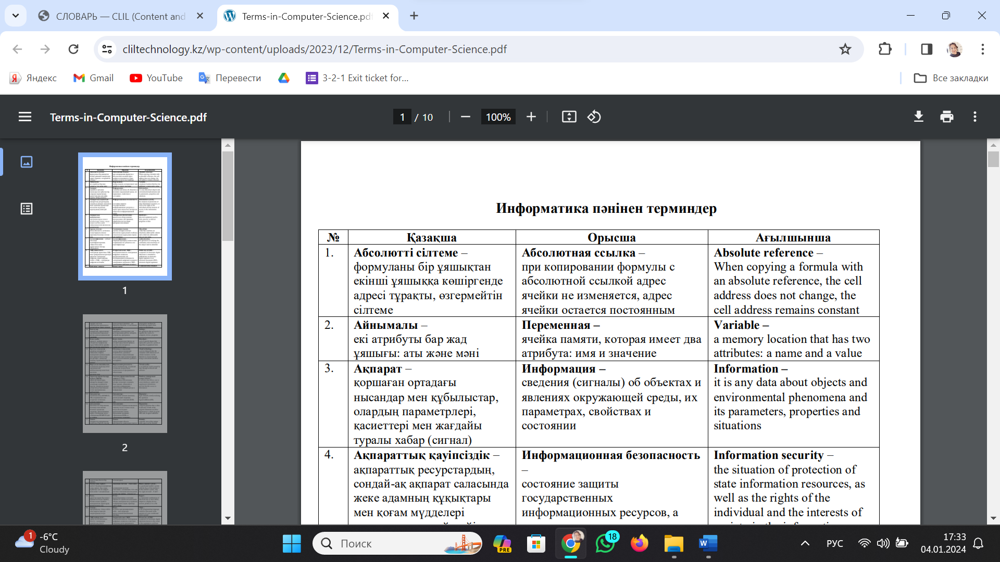 СЛОВАРЬ — CLIL (Content and
Terms-in-Computer-Science.pd
cliltechnology.kz/wp-content/uploads/2023/12/Terms-in-Computer-Science.pdf
Яндекс
Gmail
YouTube
Перевести
3-2-1 Exit ticket for...
Все закладки
Terms-in-Computer-Science.pdf
1 / 10
100%
1
2
Информатика пәнінен терминдер
№ Қазақша Орысша Ағылшынша
1.
Абсолютті сілтеме –
формуланы бір ұяшықтан
екінші ұяшыққа көшіргенде
адресі тұрақты, өзгермейтін
сілтеме
Абсолютная ссылка –
при копировании формулы с
абсолютной ссылкой адрес
ячейки не изменяется, адрес
ячейки остается постоянным
Absolute reference –
When copying a formula with
an absolute reference, the cell
address does not change, the
cell address remains constant
2.
Айнымалы –
екі атрибуты бар жад
ұяшығы: аты және мәні
Переменная –
ячейка памяти, которая имеет два
атрибута: имя и значение
Variable –
a memory location that has two
attributes: a name and a value
3.
Ақпарат –
қоршаған ортадағы
нысандар мен құбылыстар,
олардың параметрлері,
қасиеттері мен жағдайы
туралы хабар (сигнал)
Информация –
сведения (сигналы) об объектах и
явлениях окружающей среды, их
параметрах, свойствах и
состоянии
Information –
it is any data about objects and
environmental phenomena and
its parameters, properties and
situations
4.
Ақпараттық қауіпсіздік –
ақпараттық ресурстардың,
сондай-ақ ақпарат саласында
жеке адамның құқықтары
мен қоғам мүдделері
Информационная безопасность
–
состояние защиты
государственных
информационных ресурсов, а
Information security –
the situation of protection of
state information resources, as
well as the rights of the
individual and the interests of
1
-6°C
Cloudy
Поиск
PRE
18
W
РУС
17:33
04.01.2024